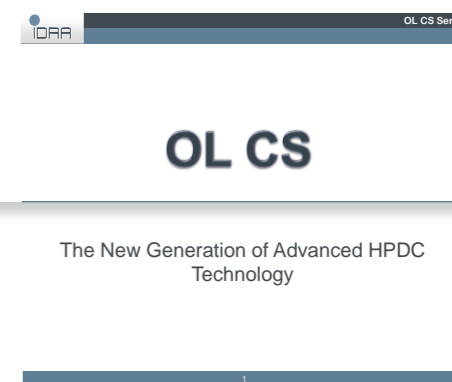 IDRA
OL CS Ser
OL CS
The New Generation of Advanced HPDC
Technology
1